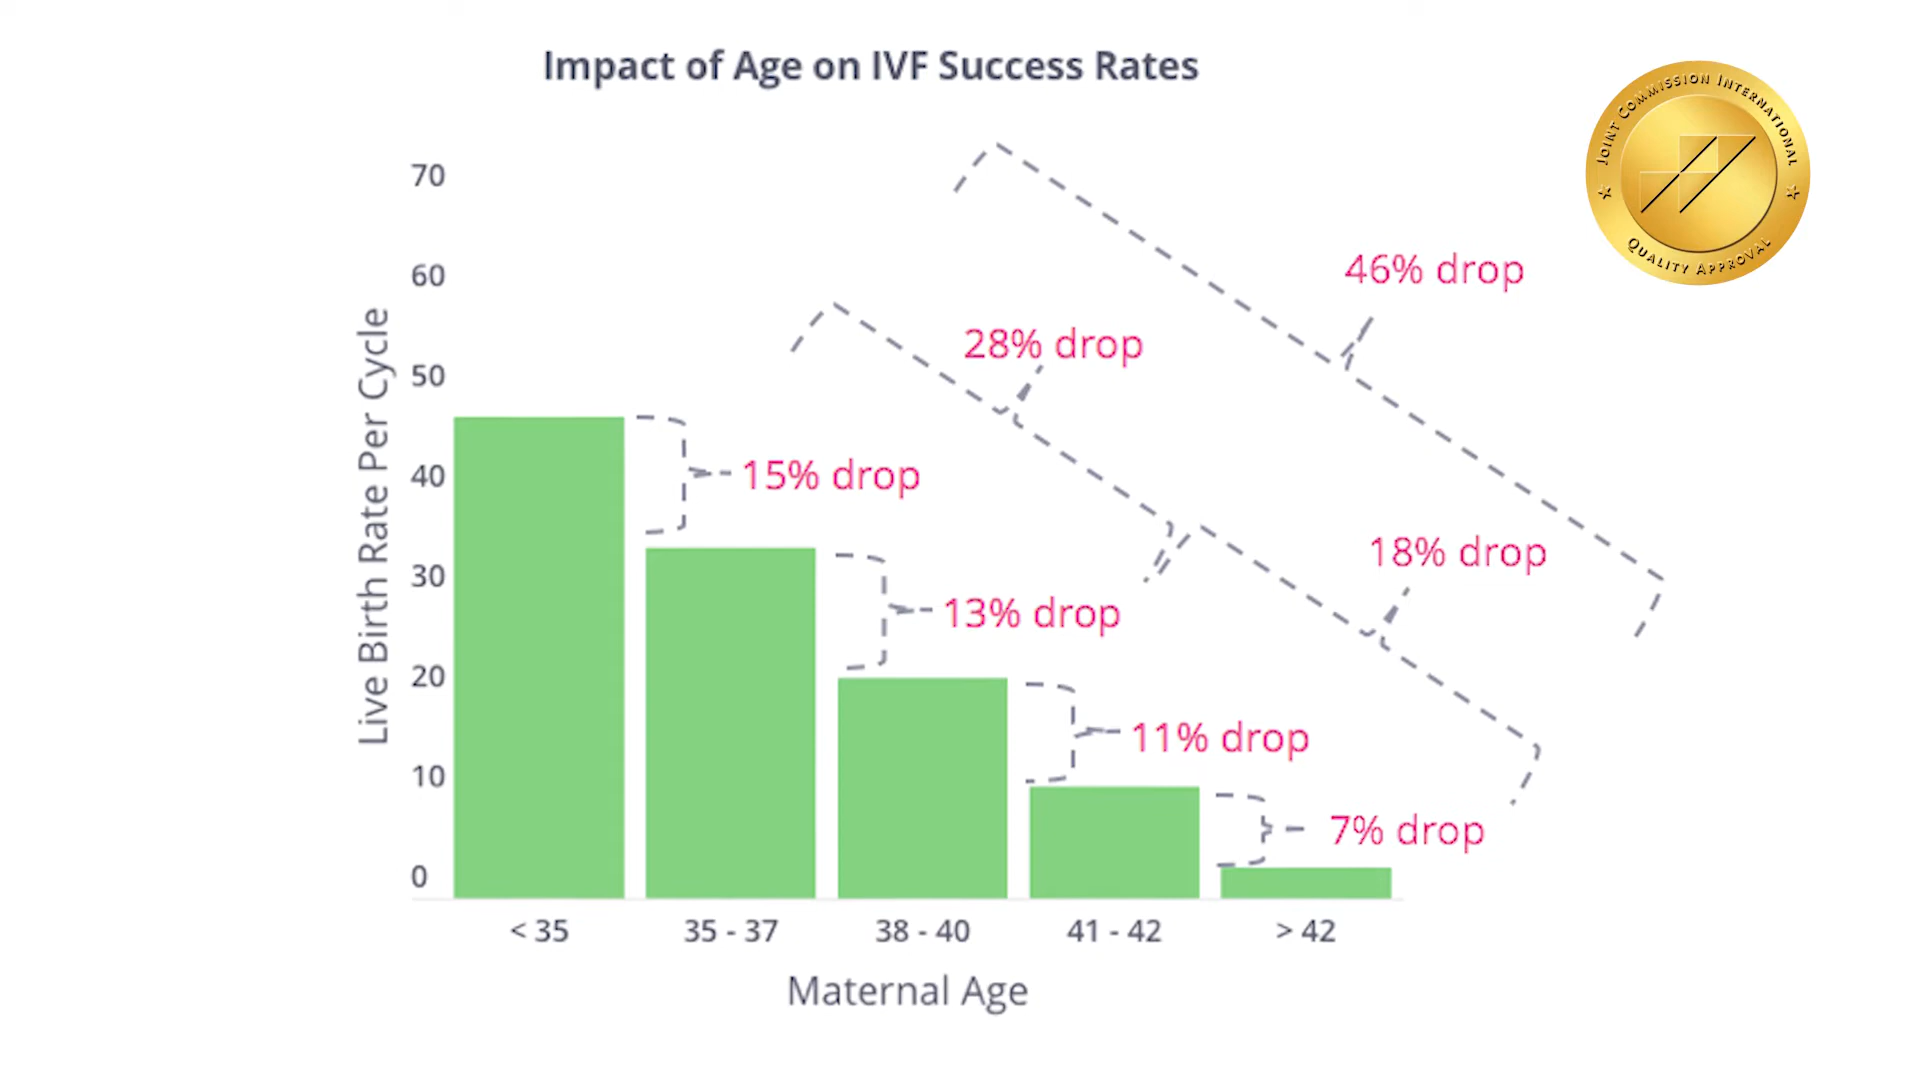 Impact of Age on IVF Success Rates
JOINT COMMISSION INTERNATIONAL
QUALITY APPROVAL
70
60
50
40
30
20
10
0
Live Birth Rate Per Cycle
46% drop
28% drop
15% drop
18% drop
13% drop
11% drop
7% drop
< 35
35 - 37
38 - 40
41 - 42
> 42
Maternal Age